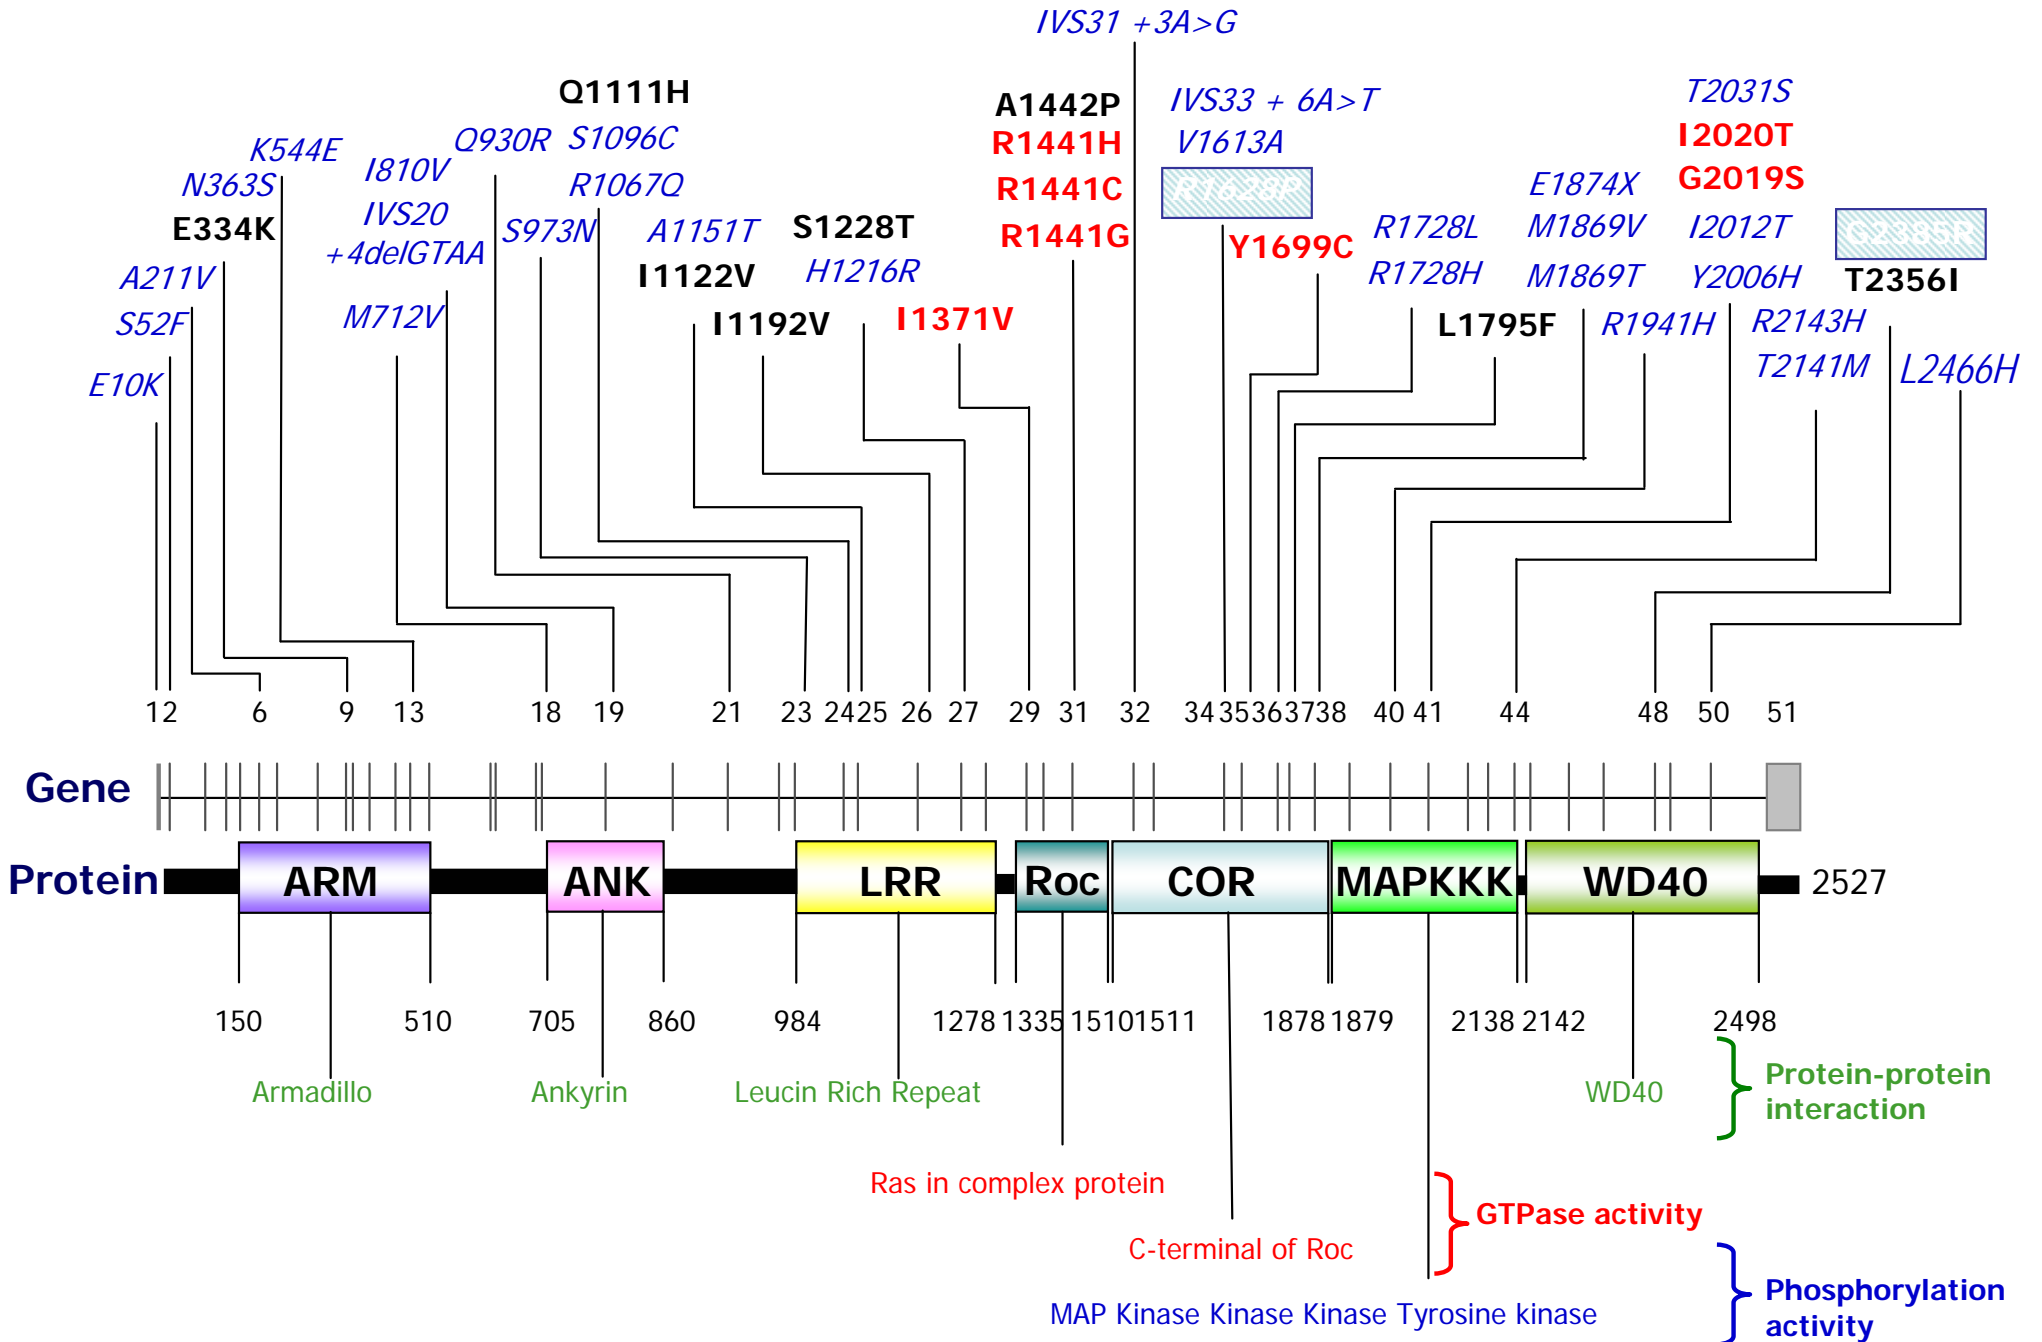 IVS31 +3A>G
Q1111H
A1442P
IVS33 + 6A>T
T2031S
K544E
Q930R
S1096C
R1441H
V1613A
I2020T
N363S
I810V
R1067Q
R1441C
R1628P
E1874X
G2019S
E334K
IVS20
+4delGTAA
S973N
A1151T
S1228T
R1441G
Y1699C
R1728L
M1869V
I2012T
G2385R
A211V
I1122V
H1216R
R1728H
M1869T
Y2006H
T2356I
S52F
M712V
I1192V
I1371V
L1795F
R1941H
R2143H
E10K
T2141M
L2466H
12 6 9 13 18 19 21 23 24 25 26 27 29 31 32 34 35 36 37 38 40 41 44 48 50 51
Gene
Protein ARM ANK LRR Roc COR MAPKKK WD40 2527
150 510 705 860 984 1278 1335 1510 1511 1878 1879 2138 2142 2498
Armadillo Ankyrin Leucin Rich Repeat WD40
Protein-protein
interaction
Ras in complex protein
GTPase activity
C-terminal of Roc
MAP Kinase Kinase Kinase Tyrosine kinase
Phosphorylation
activity